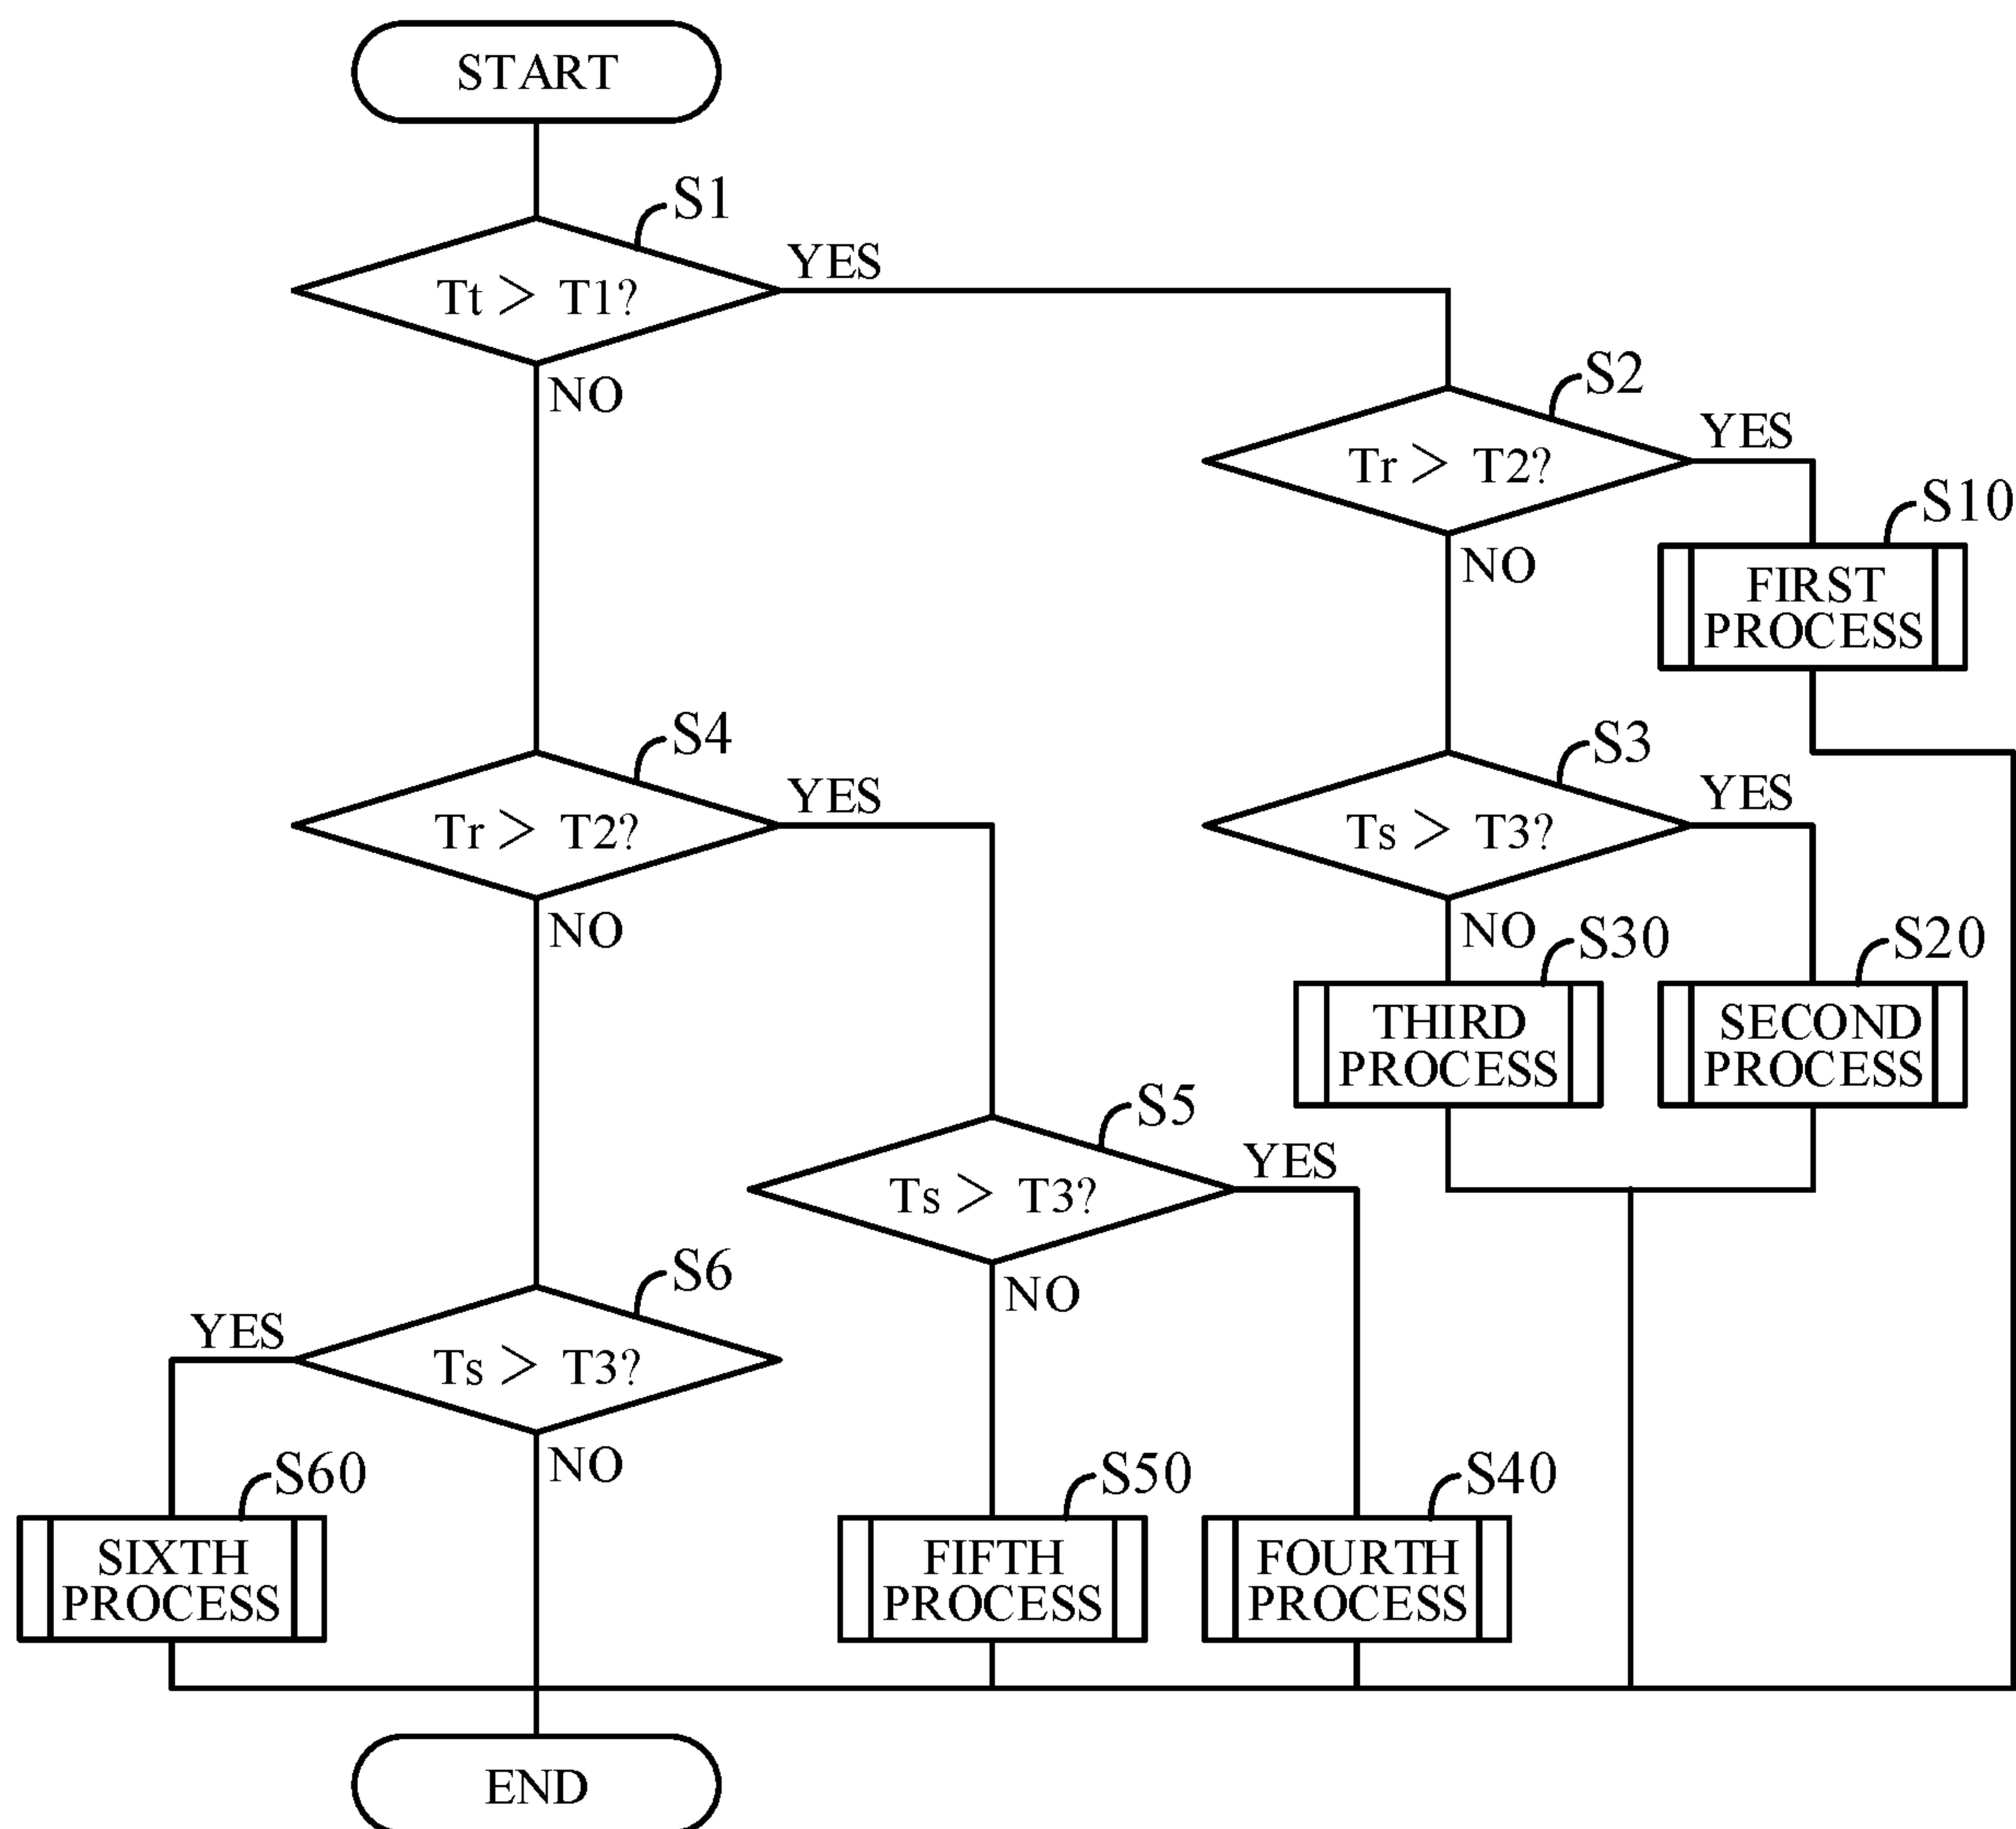 START
S1
Tt > T1?
YES
NO
S2
Tr > T2?
YES
NO
S10
FIRST
PROCESS
S4
Tr > T2?
YES
NO
S3
Ts > T3?
YES
NO
S30
THIRD
PROCESS
S20
SECOND
PROCESS
S5
Ts > T3?
YES
NO
S6
YES
Ts > T3?
NO
S60
SIXTH
PROCESS
S50
FIFTH
PROCESS
S40
FOURTH
PROCESS
END